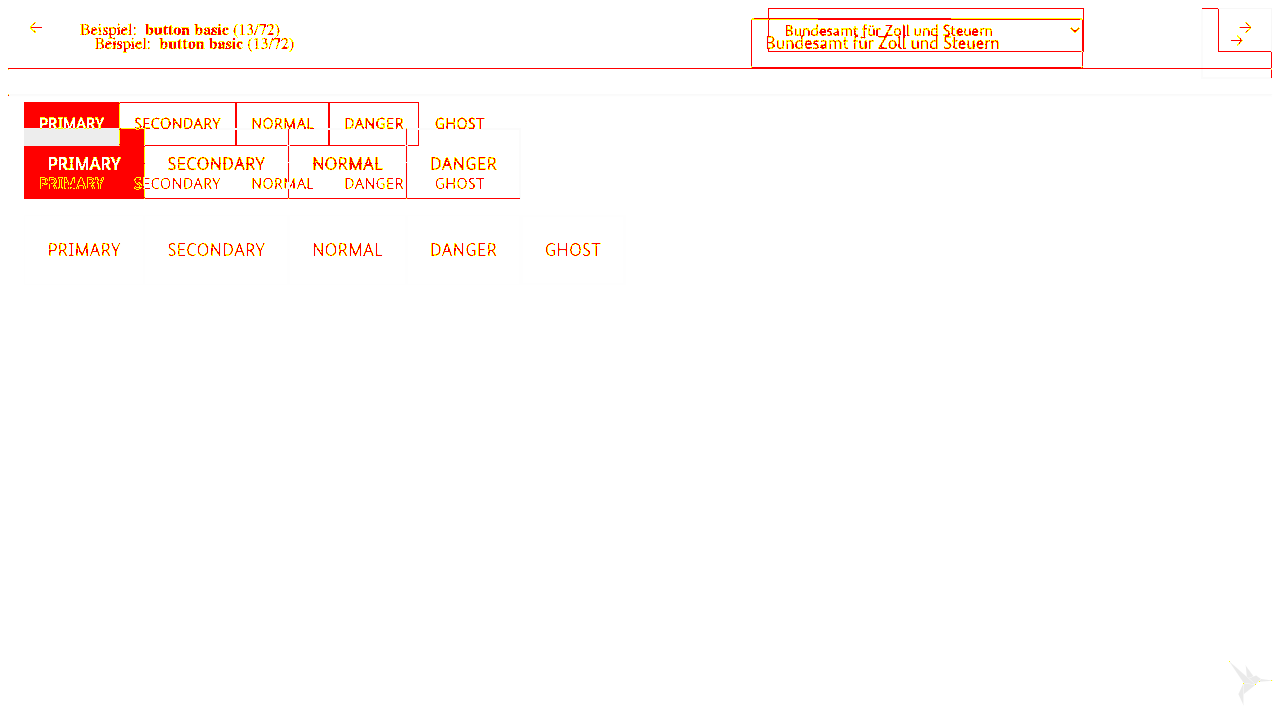 Beispiel: button basic (13/72)
Beispiel: button basic (13/72)
Bundesamt für Zoll und Steuern
Bundesamt für Zoll und Steuern
PRIMARY SECONDARY NORMAL DANGER GHOST
PRIMARY SECONDARY NORMAL DANGER
PRIMARY SECONDARY NORMAL DANGER GHOST
PRIMARY SECONDARY NORMAL DANGER GHOST